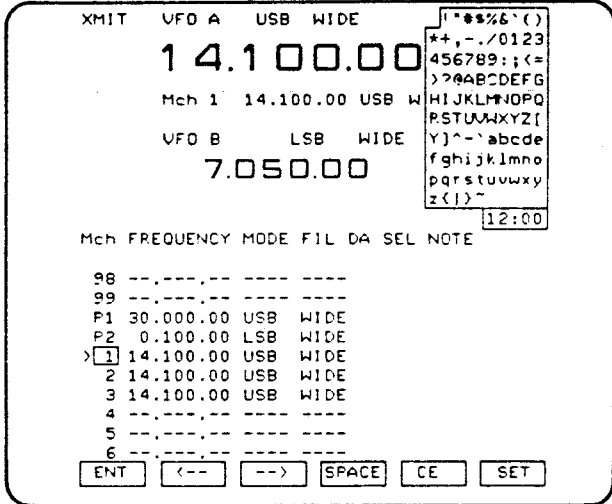 XMIT VFO A USB WIDE
14.100.00
Mch 1 14.100.00 USB W
VFO B LSB WIDE
7.050.00
!"#$%&`()
*+,-./0123
456789:;<=
>?@ABCDEFG
HIJKLMNOPQ
RSTUVWXYZ[
Y]^-`abcde
fghijklmno
pqrstuvwxy
z{|}~
12:00
Mch FREQUENCY MODE FIL DA SEL NOTE
98 --.---.-- ---- ----
99 --.---.-- ---- ----
P1 30.000.00 USB WIDE
P2 0.100.00 LSB WIDE
>1 14.100.00 USB WIDE
2 14.100.00 USB WIDE
3 14.100.00 USB WIDE
4 --.---.-- ---- ----
5 --.---.-- ---- ----
6 --.---.-- ---- ----
ENT <-- --> SPACE CE SET